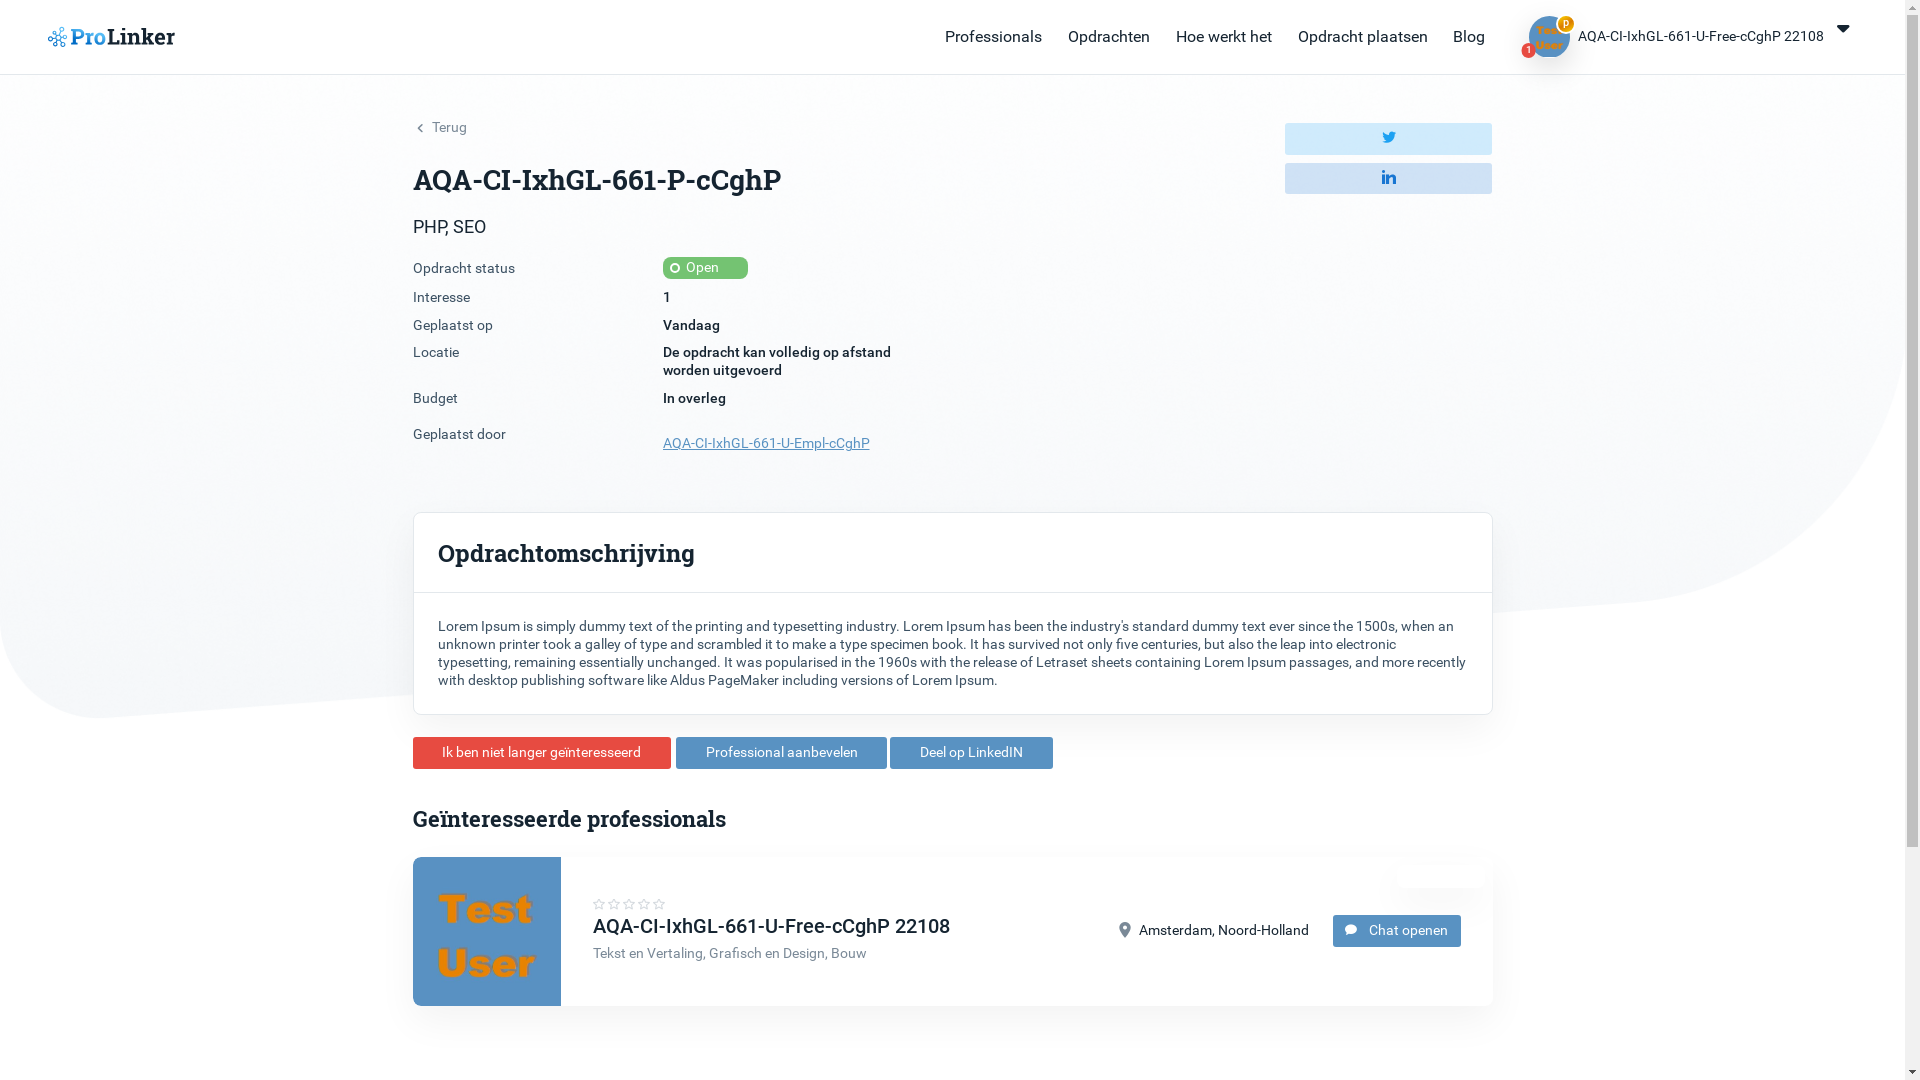 ProLinker
Professionals
Opdrachten
Hoe werkt het
Opdracht plaatsen
Blog
Test
User
p
1
AQA-CI-IxhGL-661-U-Free-cCghP 22108
Terug
AQA-CI-IxhGL-661-P-cCghP
PHP, SEO
Opdracht status
Open
Interesse
1
Geplaatst op
Vandaag
Locatie
De opdracht kan volledig op afstand
worden uitgevoerd
Budget
In overleg
Geplaatst door
AQA-CI-IxhGL-661-U-Empl-cCghP
Opdrachtomschrijving
Lorem Ipsum is simply dummy text of the printing and typesetting industry. Lorem Ipsum has been the industry's standard dummy text ever since the 1500s, when an
unknown printer took a galley of type and scrambled it to make a type specimen book. It has survived not only five centuries, but also the leap into electronic
typesetting, remaining essentially unchanged. It was popularised in the 1960s with the release of Letraset sheets containing Lorem Ipsum passages, and more recently
with desktop publishing software like Aldus PageMaker including versions of Lorem Ipsum.
Ik ben niet langer geïnteresseerd
Professional aanbevelen
Deel op LinkedIN
Geïnteresseerde professionals
Test
User
AQA-CI-IxhGL-661-U-Free-cCghP 22108
Tekst en Vertaling, Grafisch en Design, Bouw
Amsterdam, Noord-Holland
Chat openen